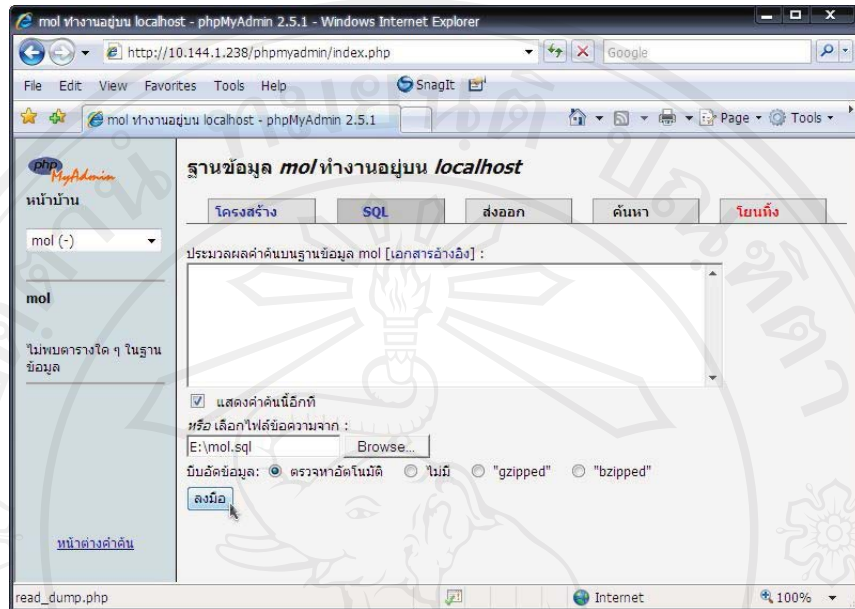 mol ทำงานอยู่บน localhost - phpMyAdmin 2.5.1 - Windows Internet Explorer
http://10.144.1.238/phpmyadmin/index.php
Google
File Edit View Favorites Tools Help SnagIt
mol ทำงานอยู่บน localhost - phpMyAdmin 2.5.1
Page Tools
php MyAdmin
หน้าบ้าน
mol (-)
mol
ไม่พบตารางใด ๆ ในฐาน
ข้อมูล
หน้าต่างคำค้น
ฐานข้อมูล mol ทำงานอยู่บน localhost
โครงสร้าง SQL ส่งออก ค้นหา โยนทิ้ง
ประมวลผลคำค้นบนฐานข้อมูล mol [เอกสารอ้างอิง] :
แสดงคำค้นนี้อีกที
หรือ เลือกไฟล์ข้อความจาก :
E:\mol.sql Browse...
บีบอัดข้อมูล: ตรวจหาอัตโนมัติ ไม่มี "gzipped" "bzipped"
ลงมือ
read_dump.php Internet 100%